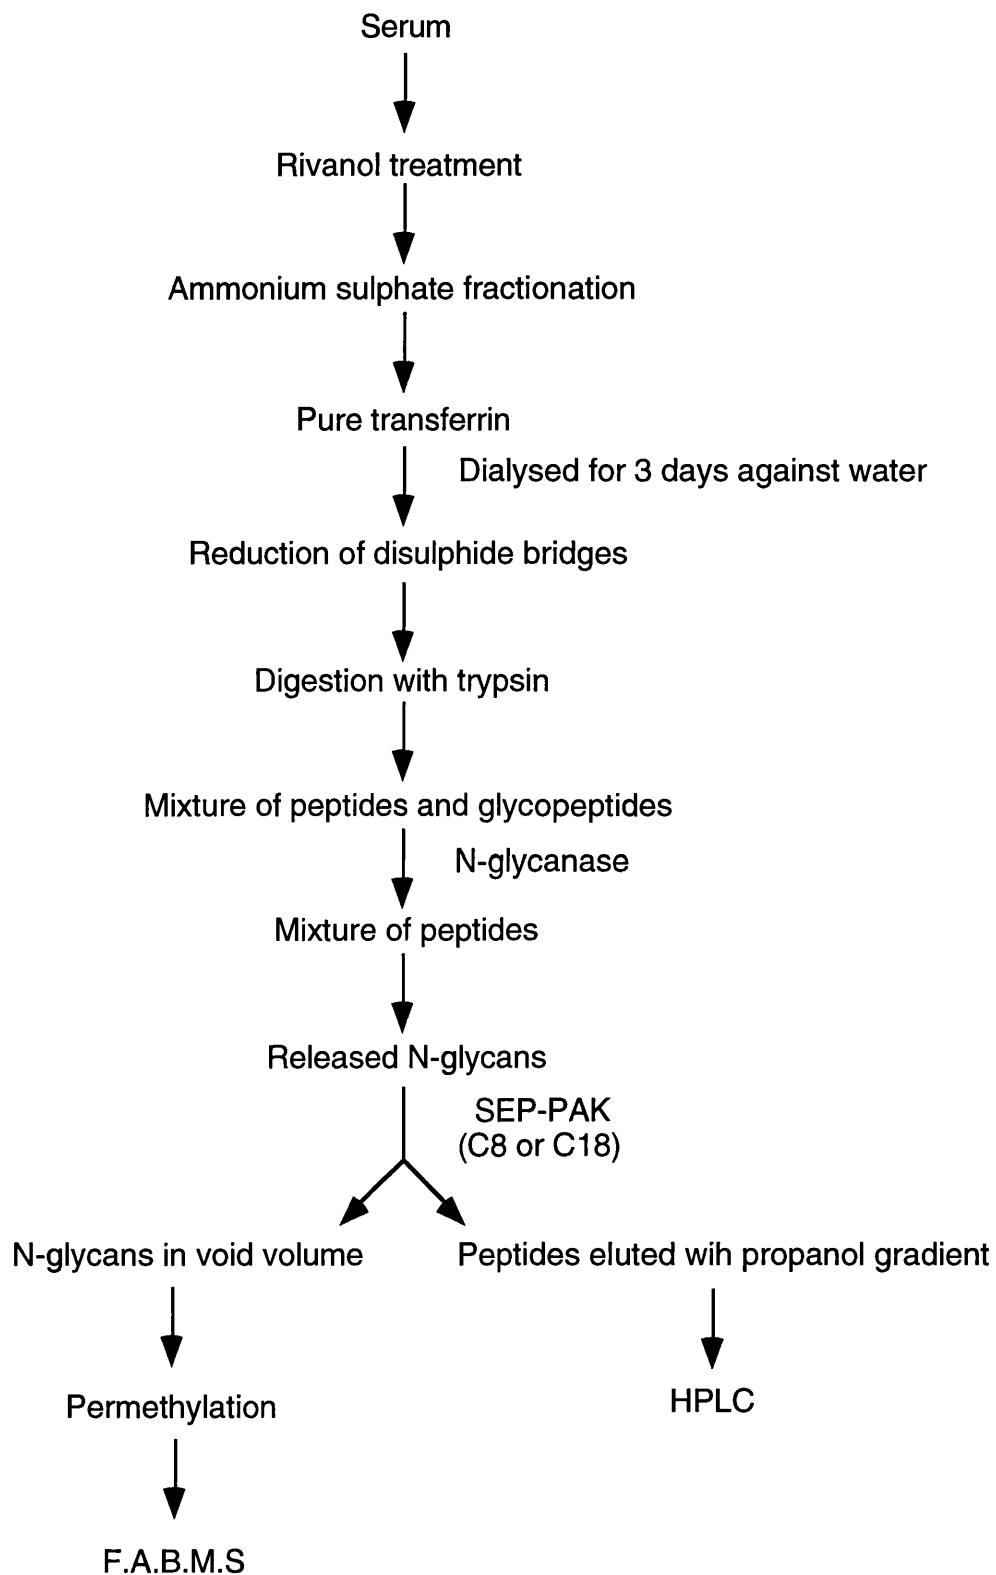 Serum
Rivanol treatment
Ammonium sulphate fractionation
Pure transferrin
Dialysed for 3 days against water
Reduction of disulphide bridges
Digestion with trypsin
Mixture of peptides and glycopeptides
N-glycanase
Mixture of peptides
Released N-glycans
SEP-PAK
(C8 or C18)
N-glycans in void volume
Peptides eluted wih propanol gradient
Permethylation
HPLC
F.A.B.M.S